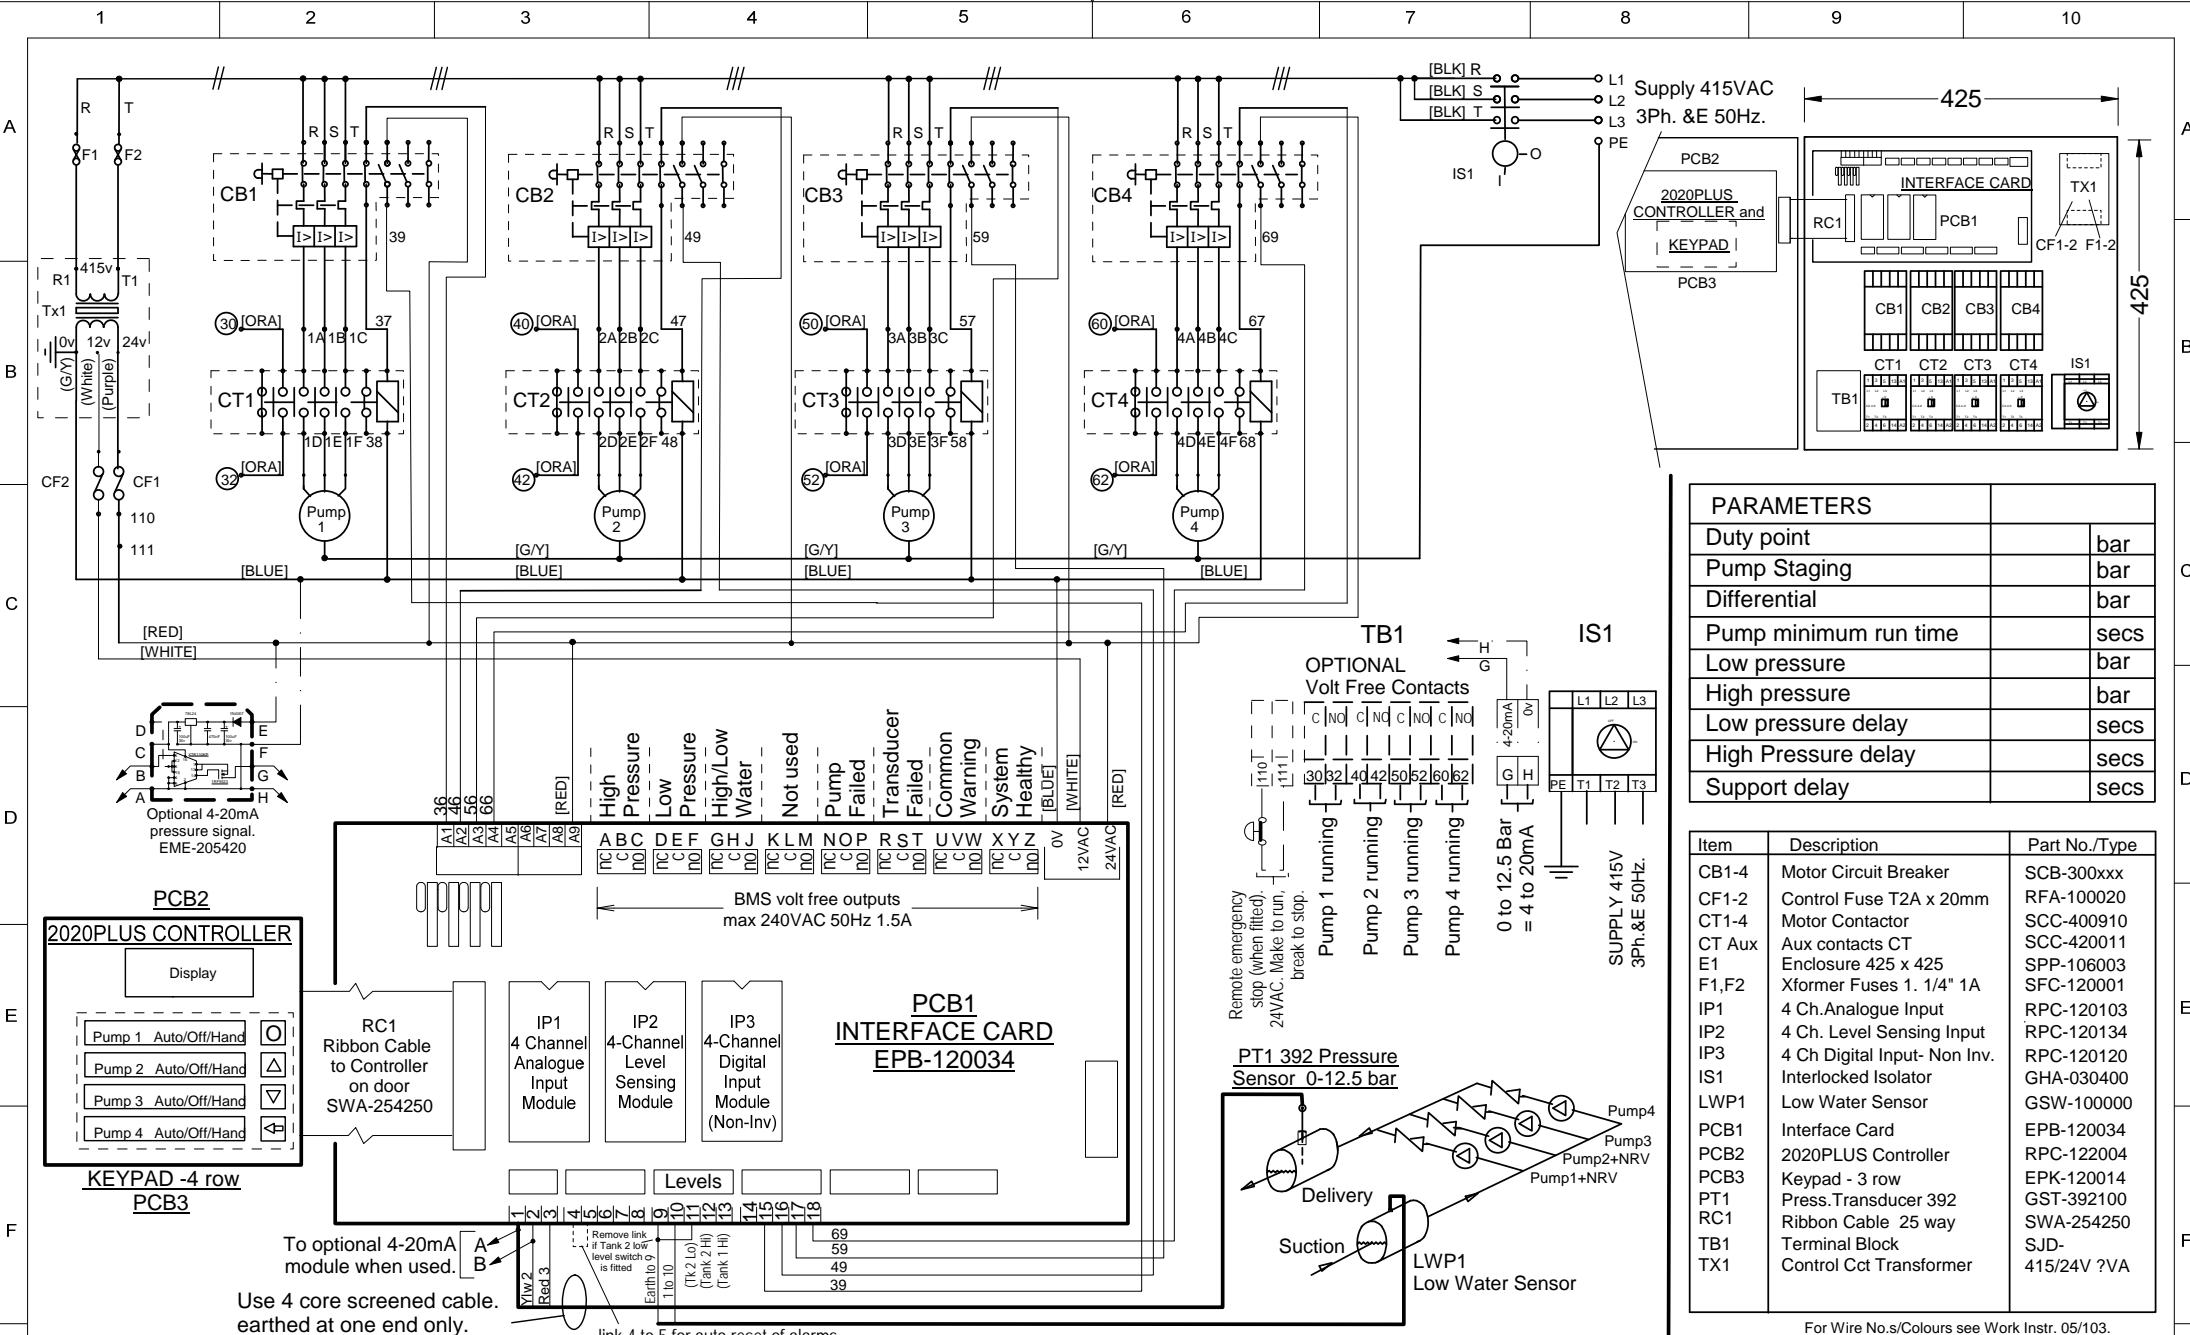 1 2 3 4 5 6 7 8 9 10
A
B
C
D
E
F
A
B
C
D
E
F
R T
F1 F2
415v
R1 T1
Tx1
0v 12v 24v
(G/Y)
(White)
(Purple)
CF2 CF1
110
111
R S T
CB1
I> I> I>
39
30 [ORA]
37
1A 1B 1C
CT1
1D 1E 1F 38
32 [ORA]
Pump
1
R S T
CB2
I> I> I>
49
40 [ORA]
47
2A 2B 2C
CT2
2D 2E 2F 48
42 [ORA]
Pump
2
R S T
CB3
I> I> I>
59
50 [ORA]
57
3A 3B 3C
CT3
3D 3E 3F 58
52 [ORA]
Pump
3
R S T
CB4
I> I> I>
69
60 [ORA]
67
4A 4B 4C
CT4
4D 4E 4F 68
62 [ORA]
Pump
4
[G/Y] [G/Y] [G/Y]
[BLUE] [BLUE] [BLUE] [BLUE]
[RED]
[WHITE]
[BLK] R
[BLK] S
[BLK] T
L1
L2
L3
PE
Supply 415VAC
3Ph. &E 50Hz.
IS1
O
I
425
425
PCB2
2020PLUS
CONTROLLER and
KEYPAD
PCB3
RC1
INTERFACE CARD
PCB1
TX1
CF1-2 F1-2
CB1 CB2 CB3 CB4
CT1 CT2 CT3 CT4 IS1
TB1
PARAMETERS
Duty point bar
Pump Staging bar
Differential bar
Pump minimum run time secs
Low pressure bar
High pressure bar
Low pressure delay secs
High Pressure delay secs
Support delay secs
D E
C F
B G
A H
Optional 4-20mA
pressure signal.
EME-205420
36
46
56
66
[RED]
A1 A2 A3 A4 A5 A6 A7 A8 A9
High
Pressure
Low
Pressure
High/Low
Water
Not used
Pump
Failed
Transducer
Failed
Common
Warning
System
Healthy
[BLUE]
[WHITE]
[RED]
A B C D E F G H J K L M N O P R S T U V W X Y Z
nc c no nc c no nc c no nc c no nc c no nc c no nc c no nc c no
0V
12VAC
24VAC
BMS volt free outputs
max 240VAC 50Hz 1.5A
TB1
OPTIONAL
Volt Free Contacts
C NO C NO C NO C NO
110 111
30 32 40 42 50 52 60 62
H
G
4-20mA
0v
G H
Remote emergency
stop (when fitted).
24VAC. Make to run,
break to stop.
Pump 1 running
Pump 2 running
Pump 3 running
Pump 4 running
0 to 12.5 Bar
= 4 to 20mA
IS1
L1 L2 L3
PE T1 T2 T3
SUPPLY 415V
3Ph.&E 50Hz.
PCB2
2020PLUS CONTROLLER
Display
Pump 1 Auto/Off/Hand
Pump 2 Auto/Off/Hand
Pump 3 Auto/Off/Hand
Pump 4 Auto/Off/Hand
KEYPAD -4 row
PCB3
RC1
Ribbon Cable
to Controller
on door
SWA-254250
IP1
4 Channel
Analogue
Input
Module
IP2
4-Channel
Level
Sensing
Module
IP3
4-Channel
Digital
Input
Module
(Non-Inv)
PCB1
INTERFACE CARD
EPB-120034
Levels
1 2 3 4 5 6 7 8 9 10 11 12 13 14 15 16 17 18
To optional 4-20mA
module when used.
A
B
Ylw 2
Red 3
Remove link
if Tank 2 low
level switch
is fitted
Earth to 9
1 to 10
(Tk 2 Lo)
(Tank 2 Hi)
(Tank 1 Hi)
69
59
49
39
Use 4 core screened cable.
earthed at one end only.
link 4 to 5 for auto reset of alarms
PT1 392 Pressure
Sensor 0-12.5 bar
Pump4
Pump3
Pump2+NRV
Pump1+NRV
Delivery
Suction
LWP1
Low Water Sensor
Item Description Part No./Type
CB1-4 Motor Circuit Breaker SCB-300xxx
CF1-2 Control Fuse T2A x 20mm RFA-100020
CT1-4 Motor Contactor SCC-400910
CT Aux Aux contacts CT SCC-420011
E1 Enclosure 425 x 425 SPP-106003
F1,F2 Xformer Fuses 1. 1/4" 1A SFC-120001
IP1 4 Ch.Analogue Input RPC-120103
IP2 4 Ch. Level Sensing Input RPC-120134
IP3 4 Ch Digital Input- Non Inv. RPC-120120
IS1 Interlocked Isolator GHA-030400
LWP1 Low Water Sensor GSW-100000
PCB1 Interface Card EPB-120034
PCB2 2020PLUS Controller RPC-122004
PCB3 Keypad - 3 row EPK-120014
PT1 Press.Transducer 392 GST-392100
RC1 Ribbon Cable 25 way SWA-254250
TB1 Terminal Block SJD-
TX1 Control Cct Transformer 415/24V ?VA
For Wire No.s/Colours see Work Instr. 05/103.